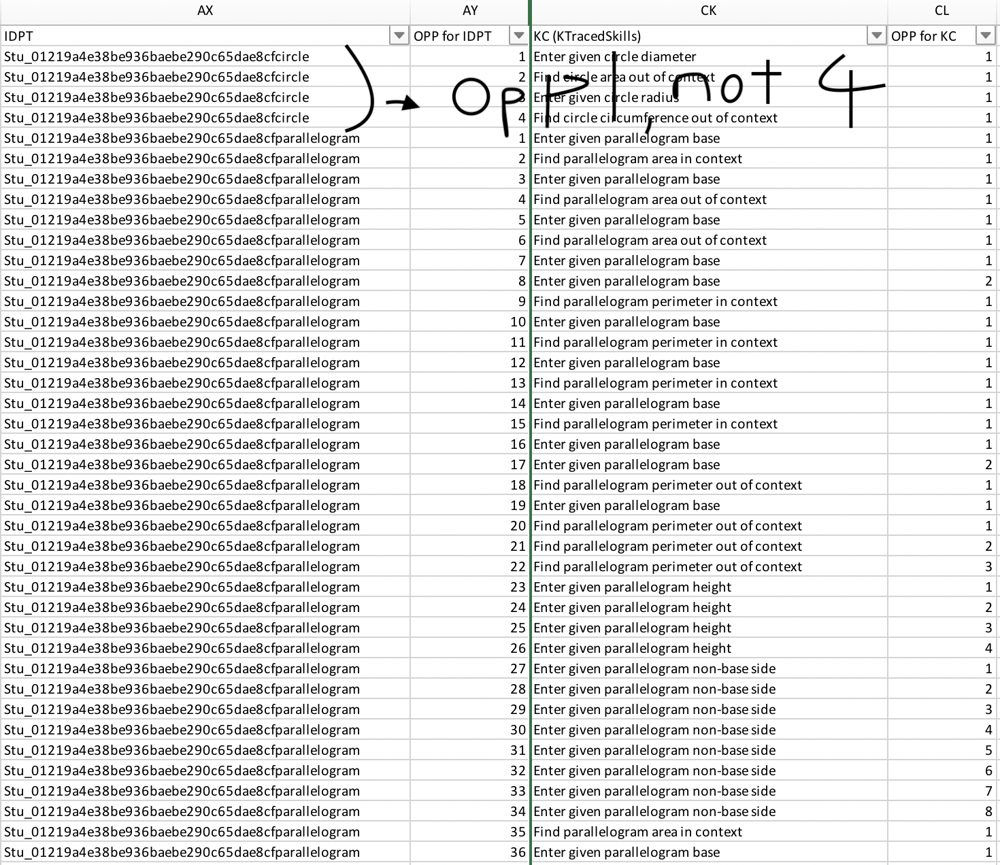 AX AY CK CL
IDPT OPP for IDPT KC (KTracedSkills) OPP for KC
Stu_01219a4e38be936baebe290c65dae8cfcircle 1 Enter given circle diameter 1
Stu_01219a4e38be936baebe290c65dae8cfcircle 2 Find circle area out of context 1
Opp 1, not 4
Stu_01219a4e38be936baebe290c65dae8cfcircle 3 Enter given circle radius 1
Stu_01219a4e38be936baebe290c65dae8cfcircle 4 Find circle circumference out of context 1
Stu_01219a4e38be936baebe290c65dae8cfparallelogram 1 Enter given parallelogram base 1
Stu_01219a4e38be936baebe290c65dae8cfparallelogram 2 Find parallelogram area in context 1
Stu_01219a4e38be936baebe290c65dae8cfparallelogram 3 Enter given parallelogram base 1
Stu_01219a4e38be936baebe290c65dae8cfparallelogram 4 Find parallelogram area out of context 1
Stu_01219a4e38be936baebe290c65dae8cfparallelogram 5 Enter given parallelogram base 1
Stu_01219a4e38be936baebe290c65dae8cfparallelogram 6 Find parallelogram area out of context 1
Stu_01219a4e38be936baebe290c65dae8cfparallelogram 7 Enter given parallelogram base 1
Stu_01219a4e38be936baebe290c65dae8cfparallelogram 8 Enter given parallelogram base 2
Stu_01219a4e38be936baebe290c65dae8cfparallelogram 9 Find parallelogram perimeter in context 1
Stu_01219a4e38be936baebe290c65dae8cfparallelogram 10 Enter given parallelogram base 1
Stu_01219a4e38be936baebe290c65dae8cfparallelogram 11 Find parallelogram perimeter in context 1
Stu_01219a4e38be936baebe290c65dae8cfparallelogram 12 Enter given parallelogram base 1
Stu_01219a4e38be936baebe290c65dae8cfparallelogram 13 Find parallelogram perimeter in context 1
Stu_01219a4e38be936baebe290c65dae8cfparallelogram 14 Enter given parallelogram base 1
Stu_01219a4e38be936baebe290c65dae8cfparallelogram 15 Find parallelogram perimeter in context 1
Stu_01219a4e38be936baebe290c65dae8cfparallelogram 16 Enter given parallelogram base 1
Stu_01219a4e38be936baebe290c65dae8cfparallelogram 17 Enter given parallelogram base 2
Stu_01219a4e38be936baebe290c65dae8cfparallelogram 18 Find parallelogram perimeter out of context 1
Stu_01219a4e38be936baebe290c65dae8cfparallelogram 19 Enter given parallelogram base 1
Stu_01219a4e38be936baebe290c65dae8cfparallelogram 20 Find parallelogram perimeter out of context 1
Stu_01219a4e38be936baebe290c65dae8cfparallelogram 21 Find parallelogram perimeter out of context 2
Stu_01219a4e38be936baebe290c65dae8cfparallelogram 22 Find parallelogram perimeter out of context 3
Stu_01219a4e38be936baebe290c65dae8cfparallelogram 23 Enter given parallelogram height 1
Stu_01219a4e38be936baebe290c65dae8cfparallelogram 24 Enter given parallelogram height 2
Stu_01219a4e38be936baebe290c65dae8cfparallelogram 25 Enter given parallelogram height 3
Stu_01219a4e38be936baebe290c65dae8cfparallelogram 26 Enter given parallelogram height 4
Stu_01219a4e38be936baebe290c65dae8cfparallelogram 27 Enter given parallelogram non-base side 1
Stu_01219a4e38be936baebe290c65dae8cfparallelogram 28 Enter given parallelogram non-base side 2
Stu_01219a4e38be936baebe290c65dae8cfparallelogram 29 Enter given parallelogram non-base side 3
Stu_01219a4e38be936baebe290c65dae8cfparallelogram 30 Enter given parallelogram non-base side 4
Stu_01219a4e38be936baebe290c65dae8cfparallelogram 31 Enter given parallelogram non-base side 5
Stu_01219a4e38be936baebe290c65dae8cfparallelogram 32 Enter given parallelogram non-base side 6
Stu_01219a4e38be936baebe290c65dae8cfparallelogram 33 Enter given parallelogram non-base side 7
Stu_01219a4e38be936baebe290c65dae8cfparallelogram 34 Enter given parallelogram non-base side 8
Stu_01219a4e38be936baebe290c65dae8cfparallelogram 35 Find parallelogram area in context 1
Stu_01219a4e38be936baebe290c65dae8cfparallelogram 36 Enter given parallelogram base 1